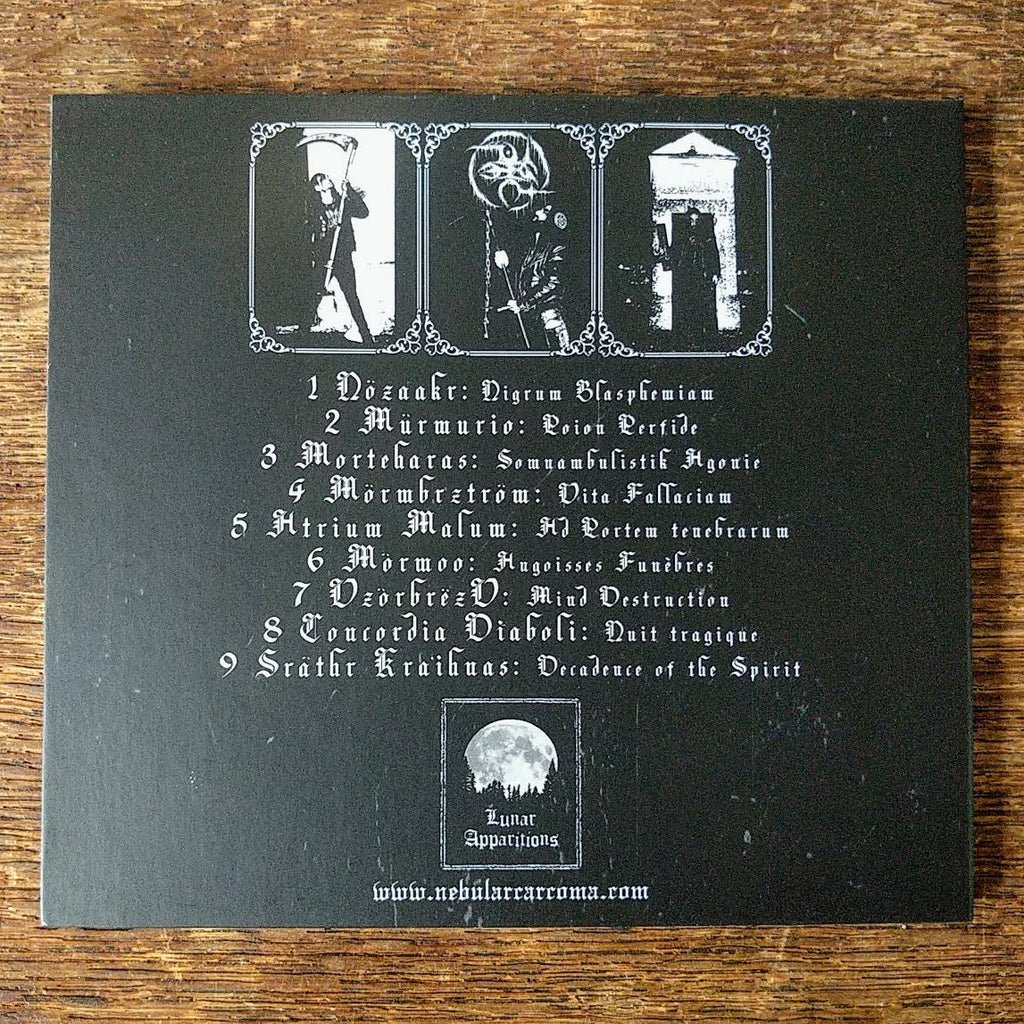 1 Nözaakr: Nigrum Blasphemiam
2 Mürmurio: Poion Perfide
3 Morteharas: Somnambulistik Agonie
4 Mörmbrztröm: Vita Fallaciam
5 Atrium Malum: Ad Portem tenebrarum
6 Mörmoo: Angoisses Funèbres
7 VzörbrëzV: Mind Destruction
8 Concordia Diaboli: Nuit tragique
9 Sräthr Kraihnas: Decadence of the Spirit
Lunar
Apparitions
www.nebularcarcoma.com